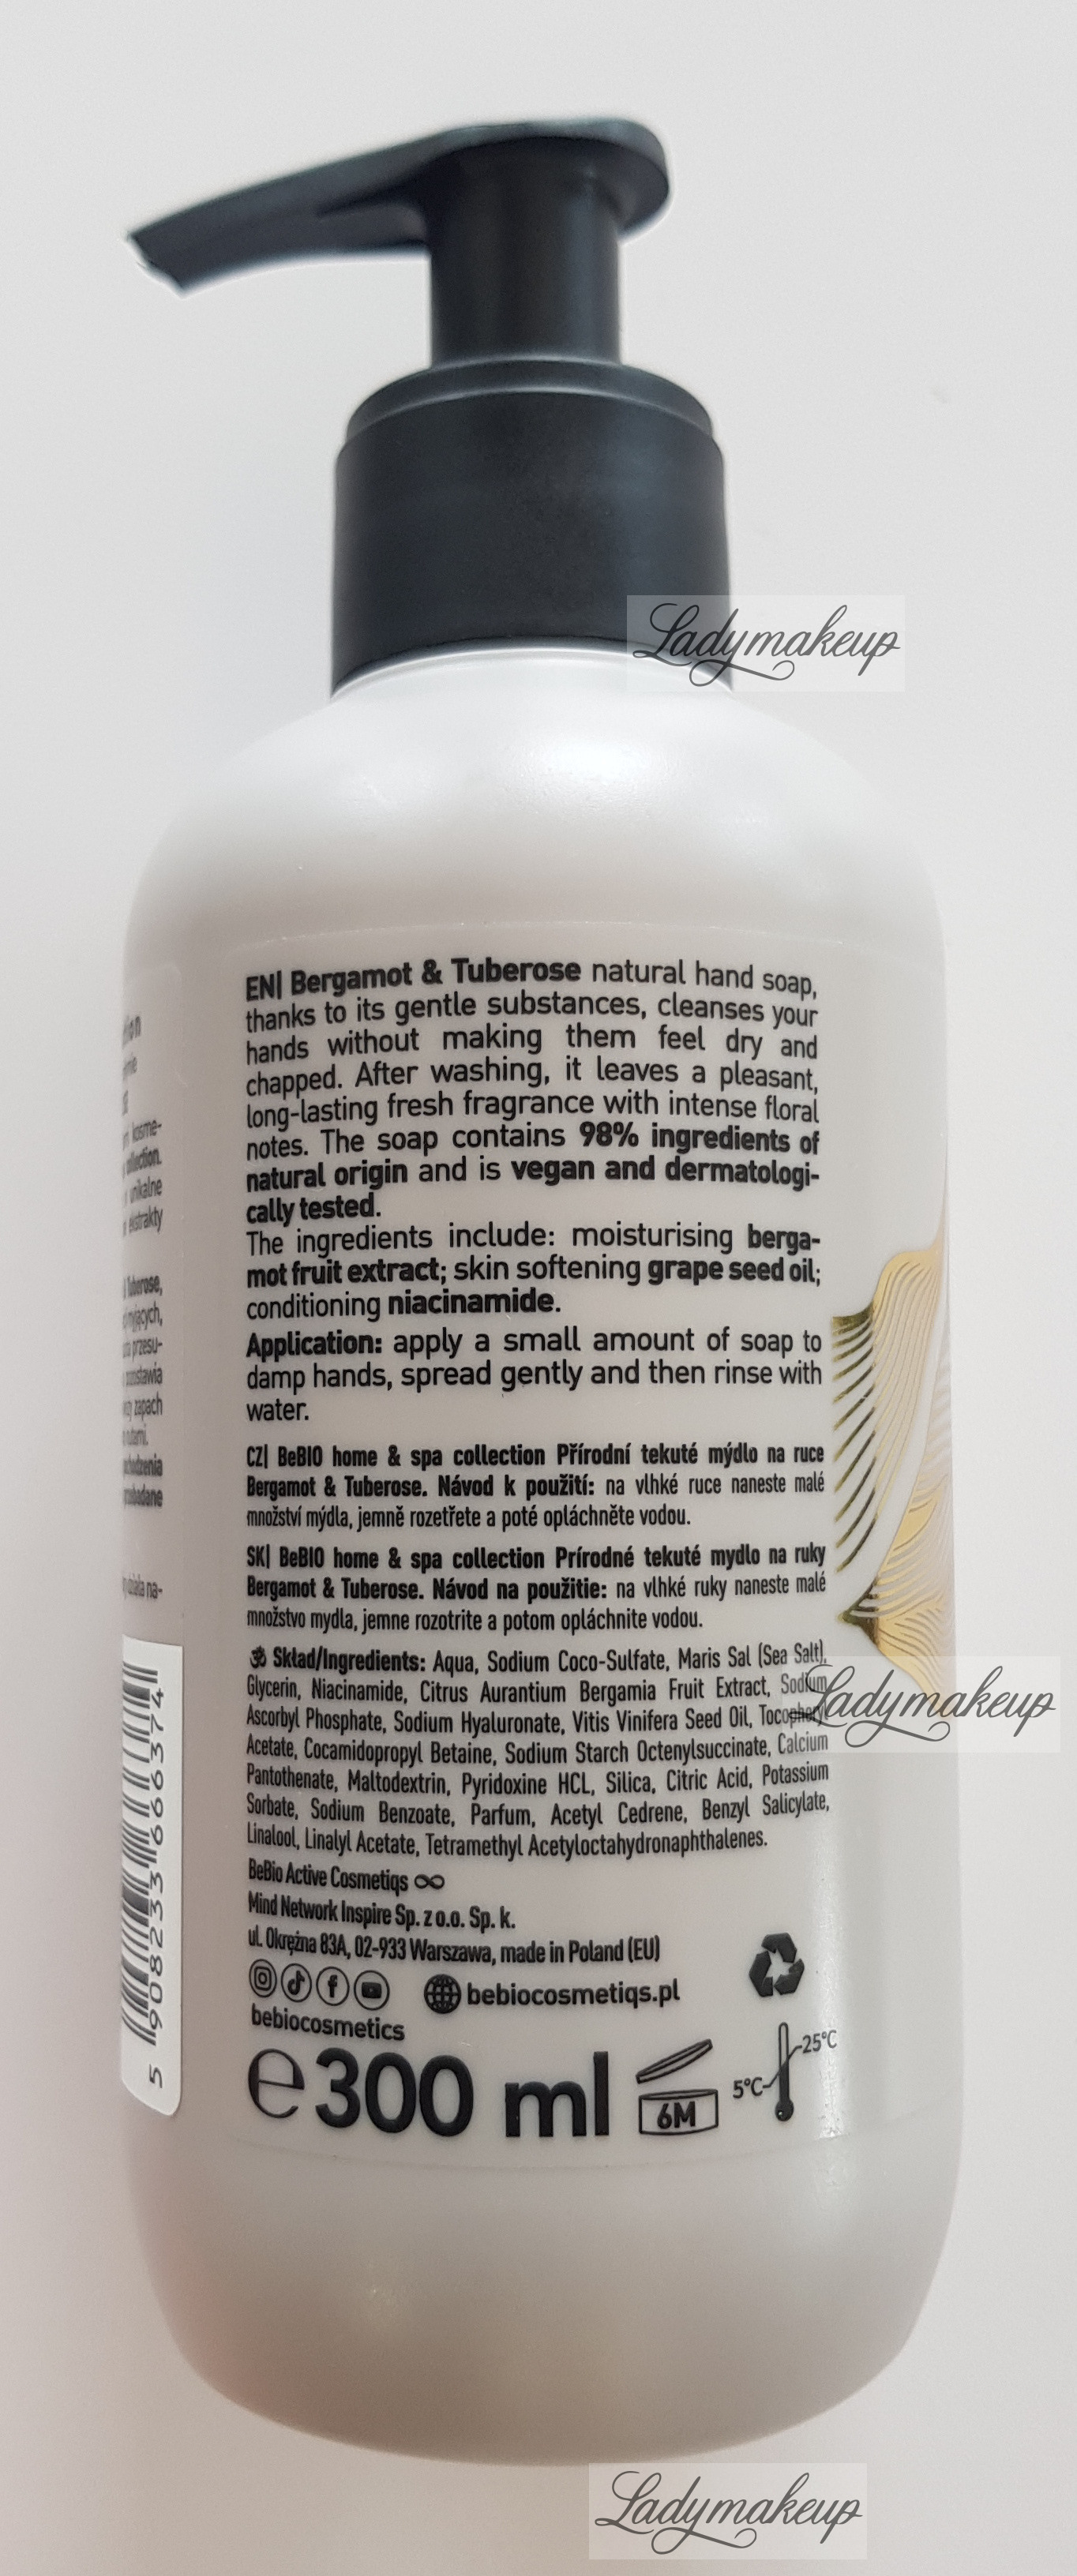 Ladymakeup
EN| Bergamot & Tuberose natural hand soap,
thanks to its gentle substances, cleanses your
hands without making them feel dry and
chapped. After washing, it leaves a pleasant,
long-lasting fresh fragrance with intense floral
notes. The soap contains 98% ingredients of
natural origin and is vegan and dermatologi-
cally tested.
The ingredients include: moisturising berga-
mot fruit extract; skin softening grape seed oil;
conditioning niacinamide.
Application: apply a small amount of soap to
damp hands, spread gently and then rinse with
water.
CZ| BeBIO home & spa collection Přírodní tekuté mýdlo na ruce
Bergamot & Tuberose. Návod k použití: na vlhké ruce naneste malé
množství mýdla, jemně rozetřete a poté opláchněte vodou.
SK| BeBIO home & spa collection Prírodné tekuté mydlo na ruky
Bergamot & Tuberose. Návod na použitie: na vlhké ruky naneste malé
množstvo mydla, jemne rozotrite a potom opláchnite vodou.
Skład/Ingredients: Aqua, Sodium Coco-Sulfate, Maris Sal (Sea Salt),
Glycerin, Niacinamide, Citrus Aurantium Bergamia Fruit Extract, Sodium
Ascorbyl Phosphate, Sodium Hyaluronate, Vitis Vinifera Seed Oil, Tocopheryl
Acetate, Cocamidopropyl Betaine, Sodium Starch Octenylsuccinate, Calcium
Pantothenate, Maltodextrin, Pyridoxine HCL, Silica, Citric Acid, Potassium
Sorbate, Sodium Benzoate, Parfum, Acetyl Cedrene, Benzyl Salicylate,
Linalool, Linalyl Acetate, Tetramethyl Acetyloctahydronaphthalenes.
BeBio Active Cosmetiqs ∞
Mind Network Inspire Sp. z o.o. Sp. k.
ul. Okrężna 83A, 02-933 Warszawa, made in Poland (EU)
bebiocosmetiqs.pl
bebiocosmetics
℮ 300 ml
6M
5°C
25°C
kosme-
unikalne
ekstrakty
Tuberose,
zapach
5 908233 666374
Ladymakeup
Ladymakeup